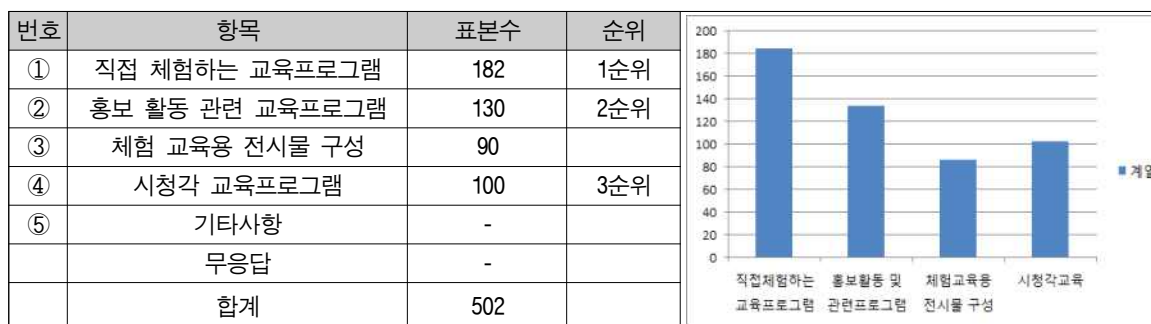 번호 항목 표본수 순위
① 직접 체험하는 교육프로그램 182 1순위
② 홍보 활동 관련 교육프로그램 130 2순위
③ 체험 교육용 전시물 구성 90
④ 시청각 교육프로그램 100 3순위
⑤ 기타사항 -
무응답 -
합계 502
200
180
160
140
120
100
80
60
40
20
0
직접체험하는 홍보활동 및 체험교육용 시청각교육
교육프로그램 관련프로그램 전시물 구성